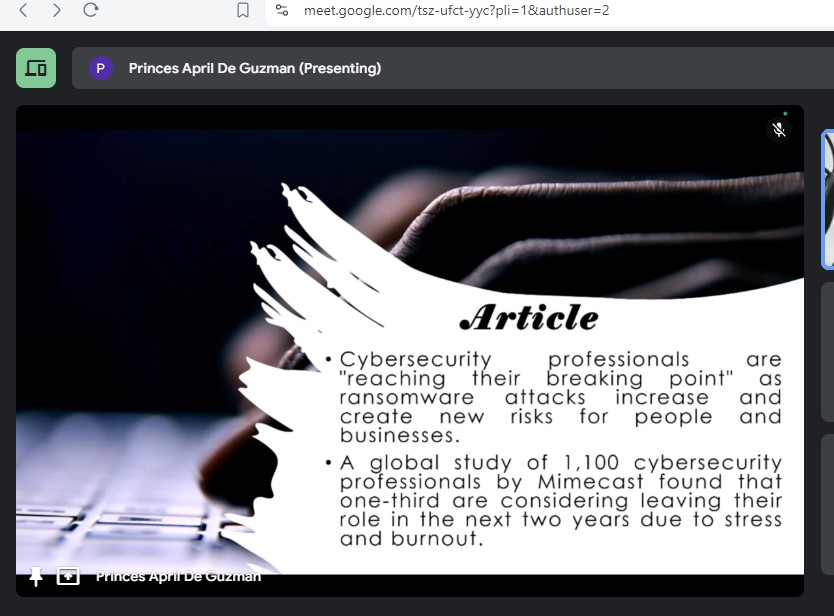 meet.google.com/tsz-ufct-yyc?pli=1&authuser=2
P
Princes April De Guzman (Presenting)
Article
• Cybersecurity professionals are
"reaching their breaking point" as
ransomware attacks increase and
create new risks for people and
businesses.
• A global study of 1,100 cybersecurity
professionals by Mimecast found that
one-third are considering leaving their
role in the next two years due to stress
and burnout.
Princes April De Guzman